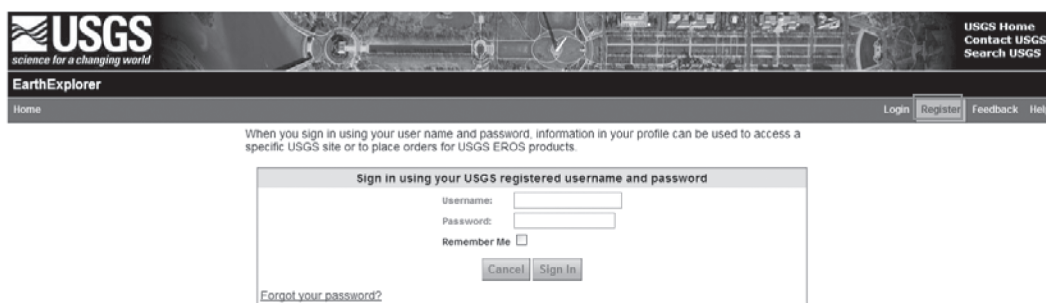 USGS
science for a changing world
USGS Home
Contact USGS
Search USGS
EarthExplorer
Home
Login Register Feedback Help
When you sign in using your user name and password, information in your profile can be used to access a
specific USGS site or to place orders for USGS EROS products.
Sign in using your USGS registered username and password
Username:
Password:
Remember Me
Cancel Sign In
Forgot your password?